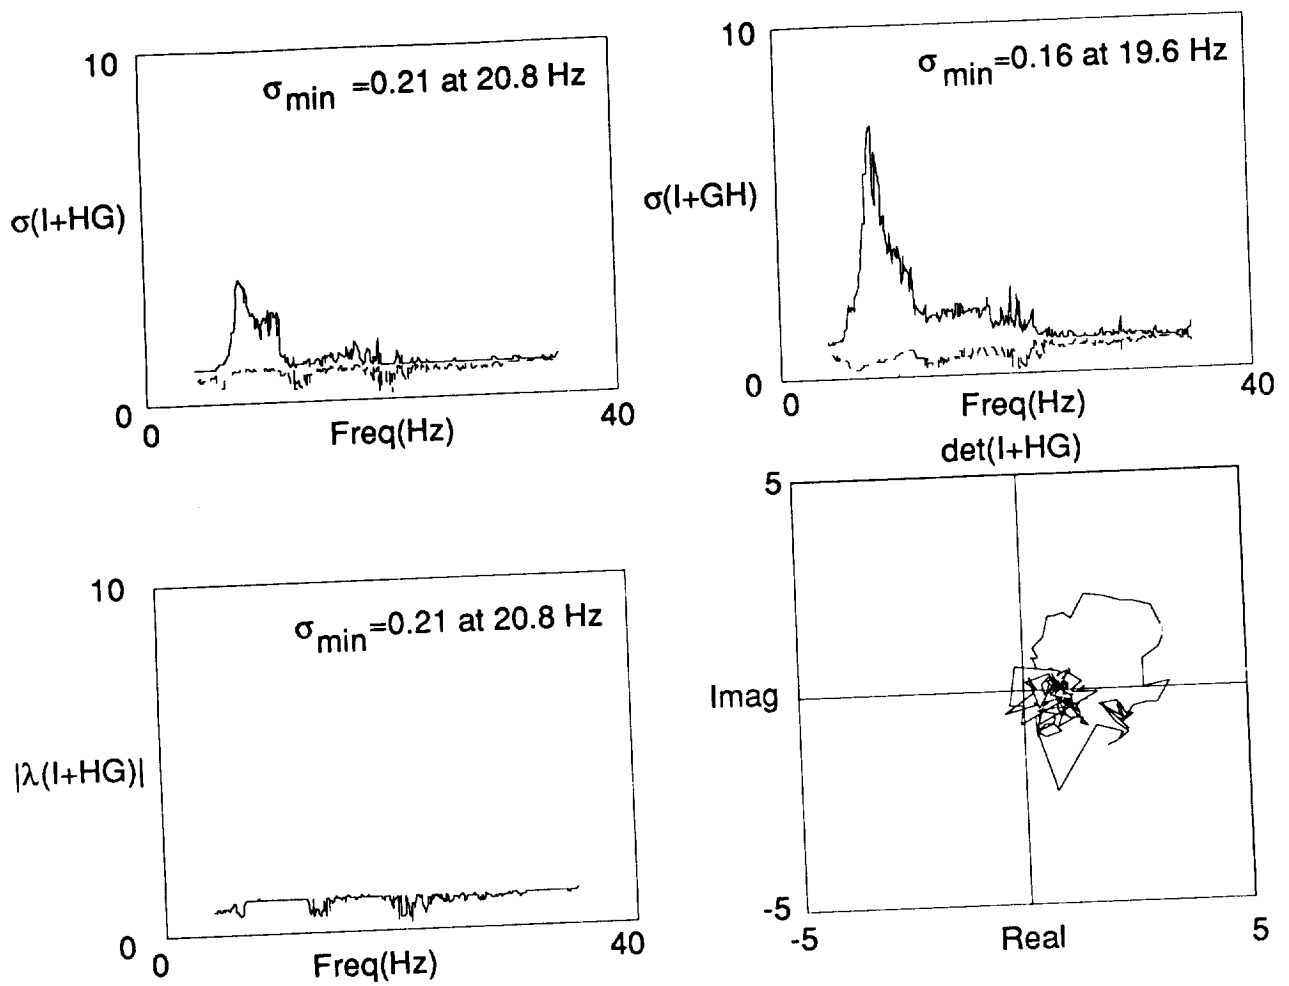 10
σmin =0.21 at 20.8 Hz
σ(I+HG)
0
0
Freq(Hz)
40
10
σmin=0.16 at 19.6 Hz
σ(I+GH)
0
0
Freq(Hz)
40
10
σmin=0.21 at 20.8 Hz
|λ(I+HG)|
0
0
Freq(Hz)
40
det(I+HG)
5
Imag
-5
-5
Real
5